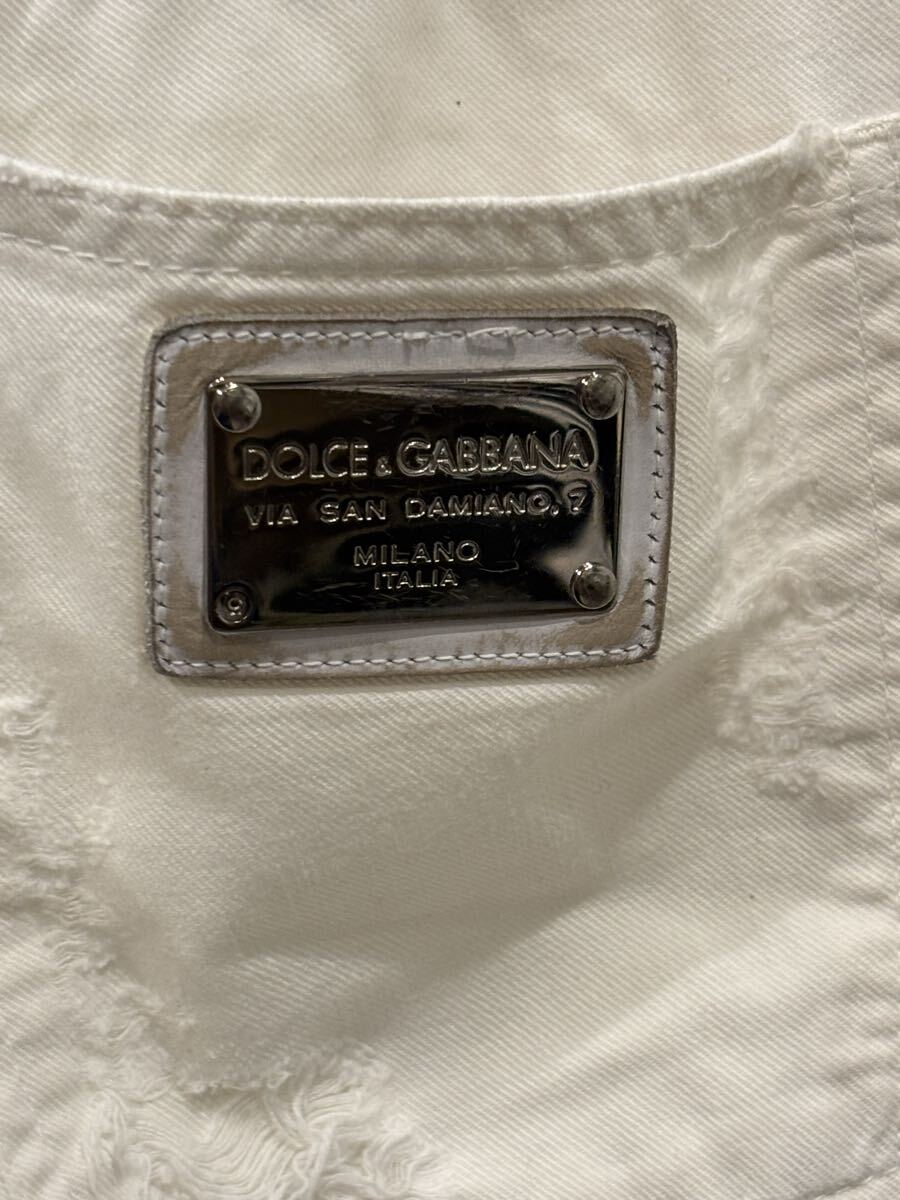 DOLCE & GABBANA
VIA SAN DAMIANO, 7
MILANO
ITALIA